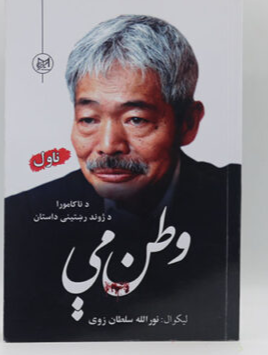 ناول
د ناکامورا
د ژوند رښتینې داستان
وطن مې
لیکوال: نورالله سلطان زوی